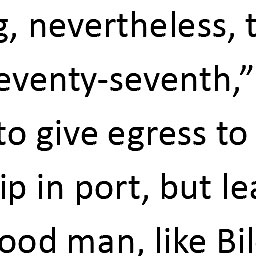 g, nevertheless, t
eventy-seventh,”
to give egress to
ip in port, but lea
ood man, like Bil